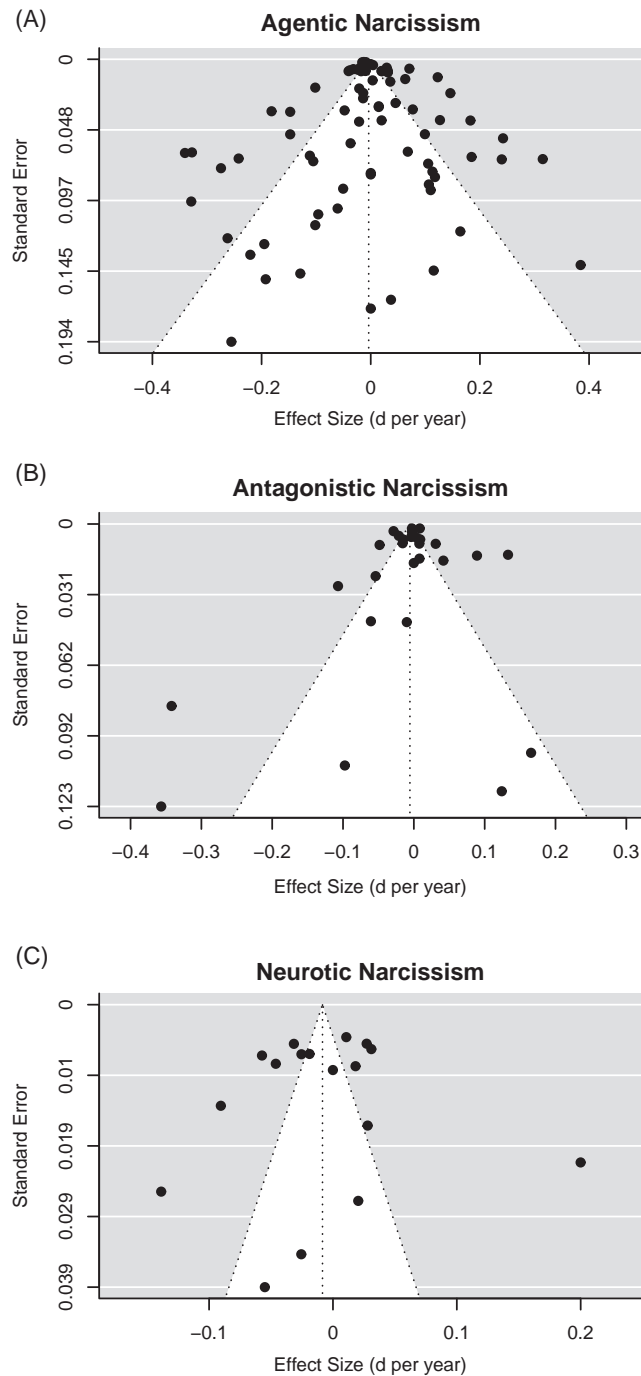 (A)
Agentic Narcissism
0
0.048
0.097
0.145
0.194
Standard Error
−0.4 −0.2 0 0.2 0.4
Effect Size (d per year)
(B)
Antagonistic Narcissism
0
0.031
0.062
0.092
0.123
Standard Error
−0.4 −0.3 −0.2 −0.1 0 0.1 0.2 0.3
Effect Size (d per year)
(C)
Neurotic Narcissism
0
0.01
0.019
0.029
0.039
Standard Error
−0.1 0 0.1 0.2
Effect Size (d per year)